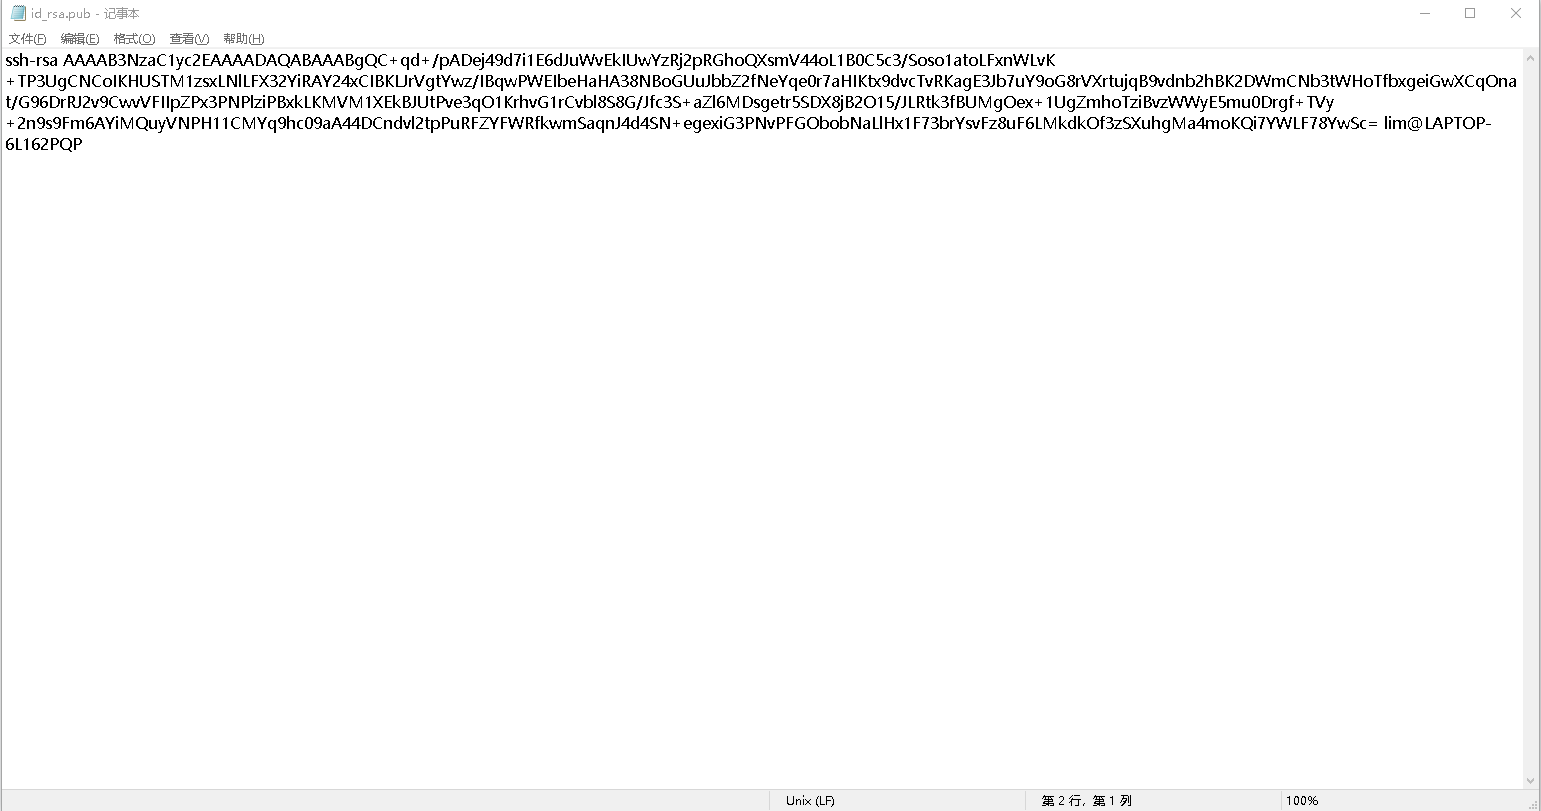 id_rsa.pub - 记事本
文件(F) 编辑(E) 格式(O) 查看(V) 帮助(H)
ssh-rsa AAAAB3NzaC1yc2EAAAADAQABAAABgQC+qd+/pADej49d7i1E6dJuWvEkIUwYzRj2pRGhoQXsmV44oL1B0C5c3/Soso1atoLFxnWLvK
+TP3UgCNCoIKHUSTM1zsxLNlLFX32YiRAY24xCIBKLJrVgtYwz/IBqwPWEIbeHaHA38NBoGUuJbbZ2fNeYqe0r7aHIKtx9dvcTvRKagE3Jb7uY9oG8rVXrtujqB9vdnb2hBK2DWmCNb3tWHoTfbxgeiGwXCqOna
t/G96DrRJ2v9CwvVFIIpZPx3PNPlziPBxkLKMVM1XEkBJUtPve3qO1KrhvG1rCvbl8S8G/Jfc3S+aZl6MDsgetr5SDX8jB2O15/JLRtk3fBUMgOex+1UgZmhoTziBvzWWyE5mu0Drgf+TVy
+2n9s9Fm6AYiMQuyVNPH11CMYq9hc09aA44DCndvl2tpPuRFZYFWRfkwmSaqnJ4d4SN+egexiG3PNvPFGObobNaLlHx1F73brYsvFz8uF6LMkdkOf3zSXuhgMa4moKQi7YWLF78YwSc= lim@LAPTOP-
6L162PQP
Unix (LF) 第 2 行, 第 1 列 100%